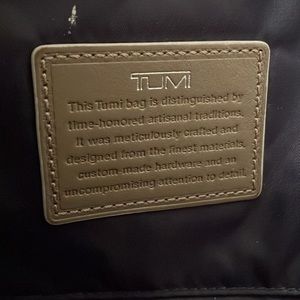 TUMI
This Tumi bag is distinguished by
time-honored artisanal traditions.
It was meticulously crafted and
designed from the finest materials,
custom-made hardware and an
uncompromising attention to detail.